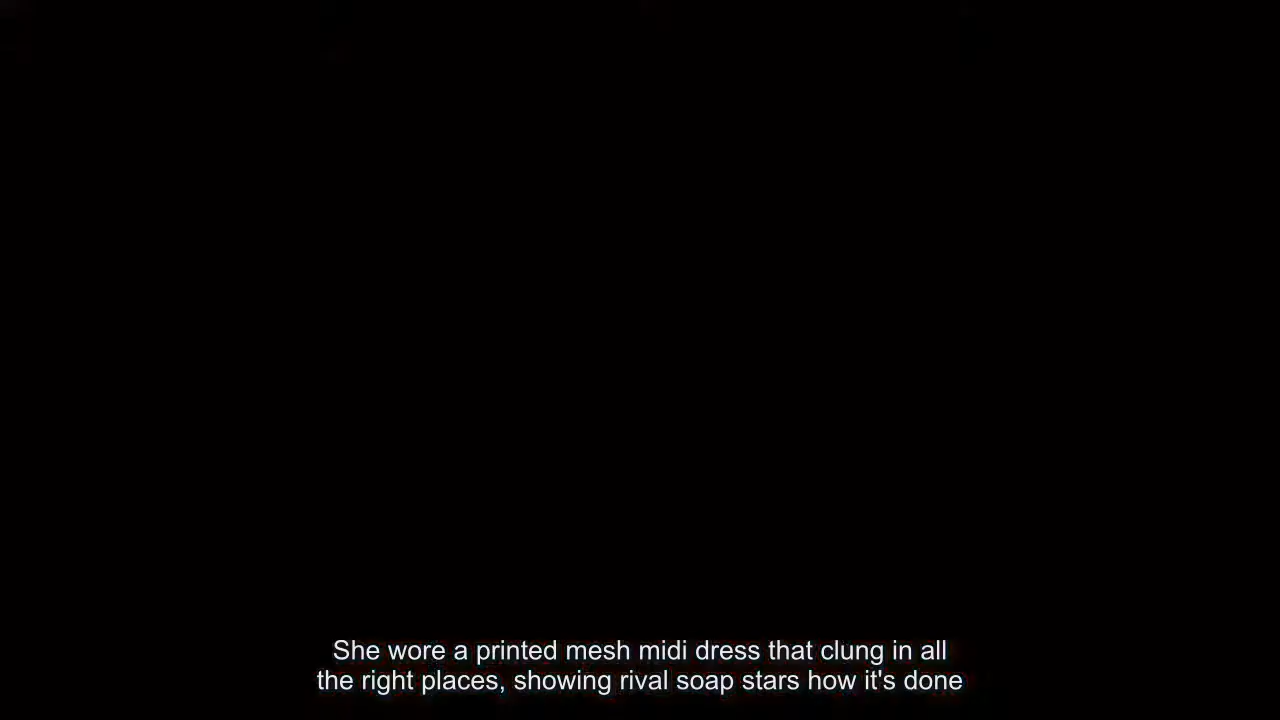 She wore a printed mesh midi dress that clung in all
the right places, showing rival soap stars how it's done